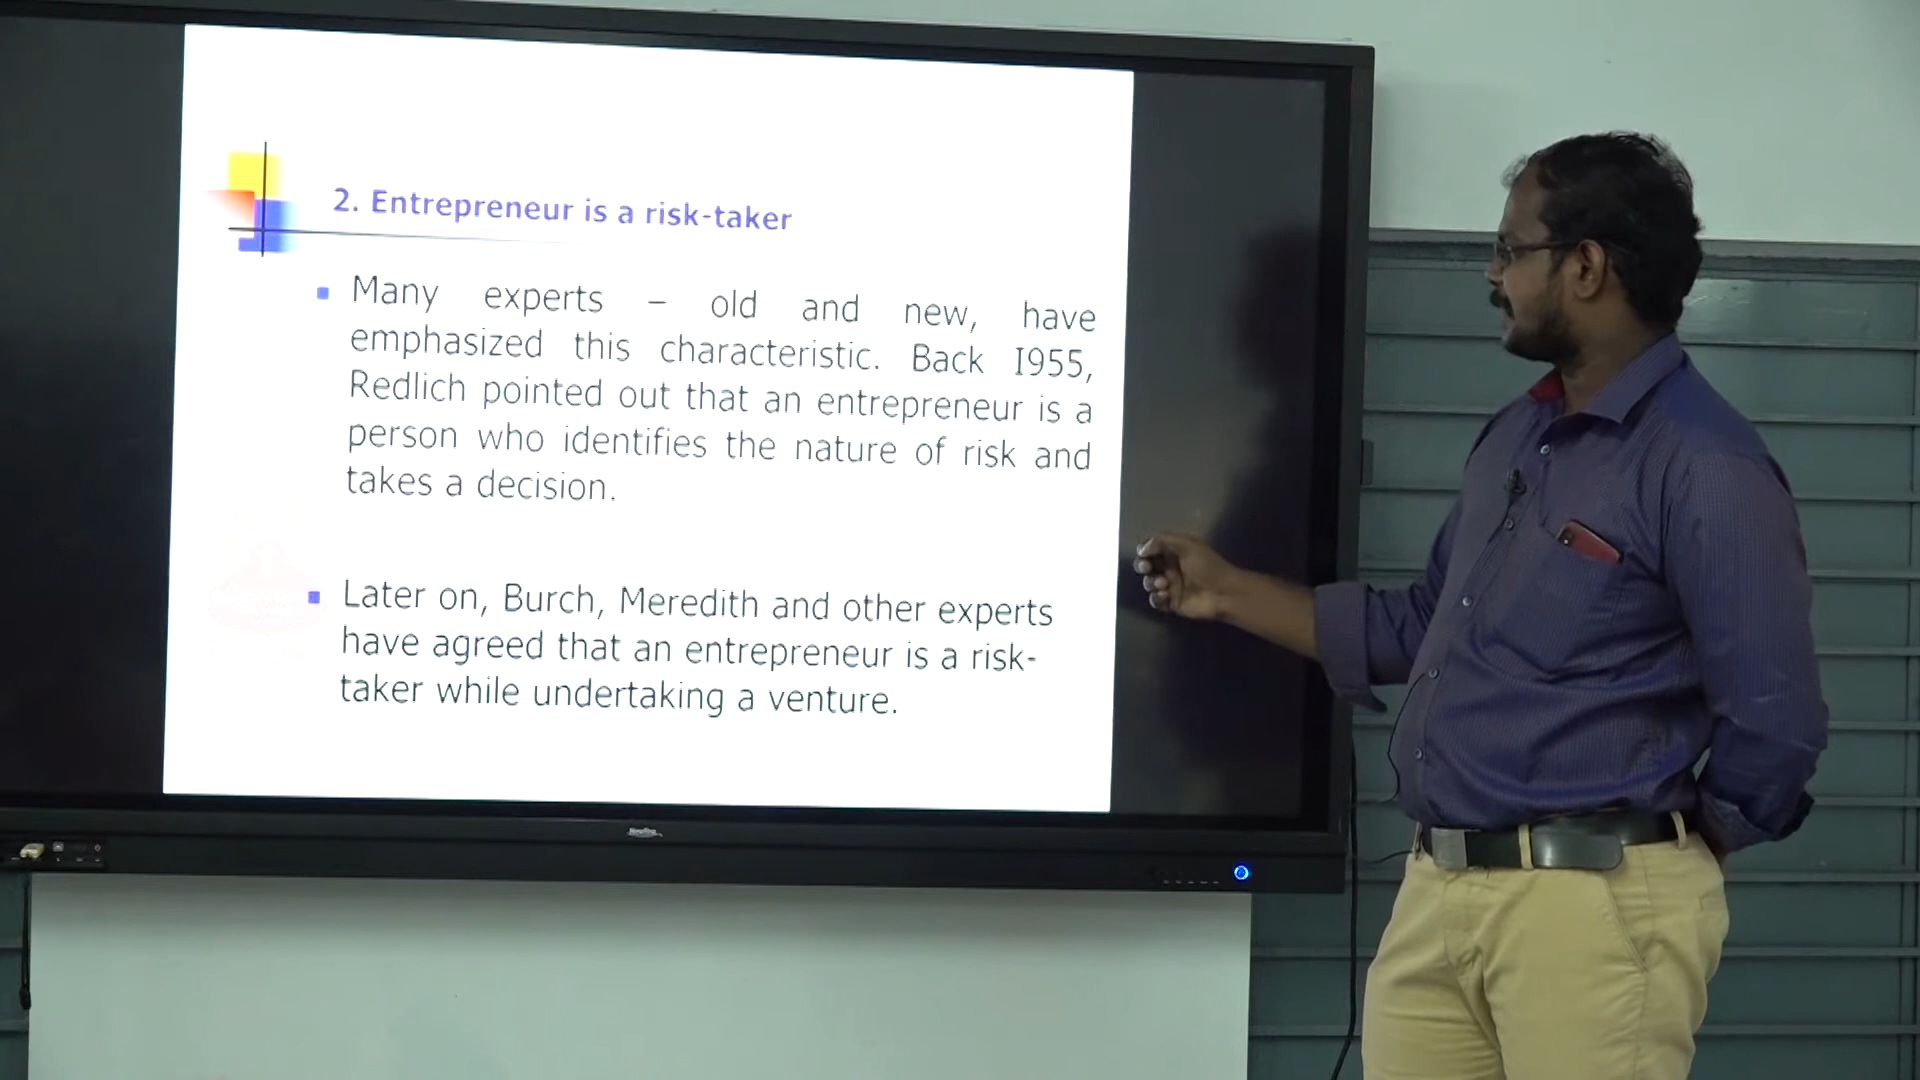 2. Entrepreneur is a risk-taker
Many experts – old and new, have
emphasized this characteristic. Back I955,
Redlich pointed out that an entrepreneur is a
person who identifies the nature of risk and
takes a decision.
Later on, Burch, Meredith and other experts
have agreed that an entrepreneur is a risk-
taker while undertaking a venture.